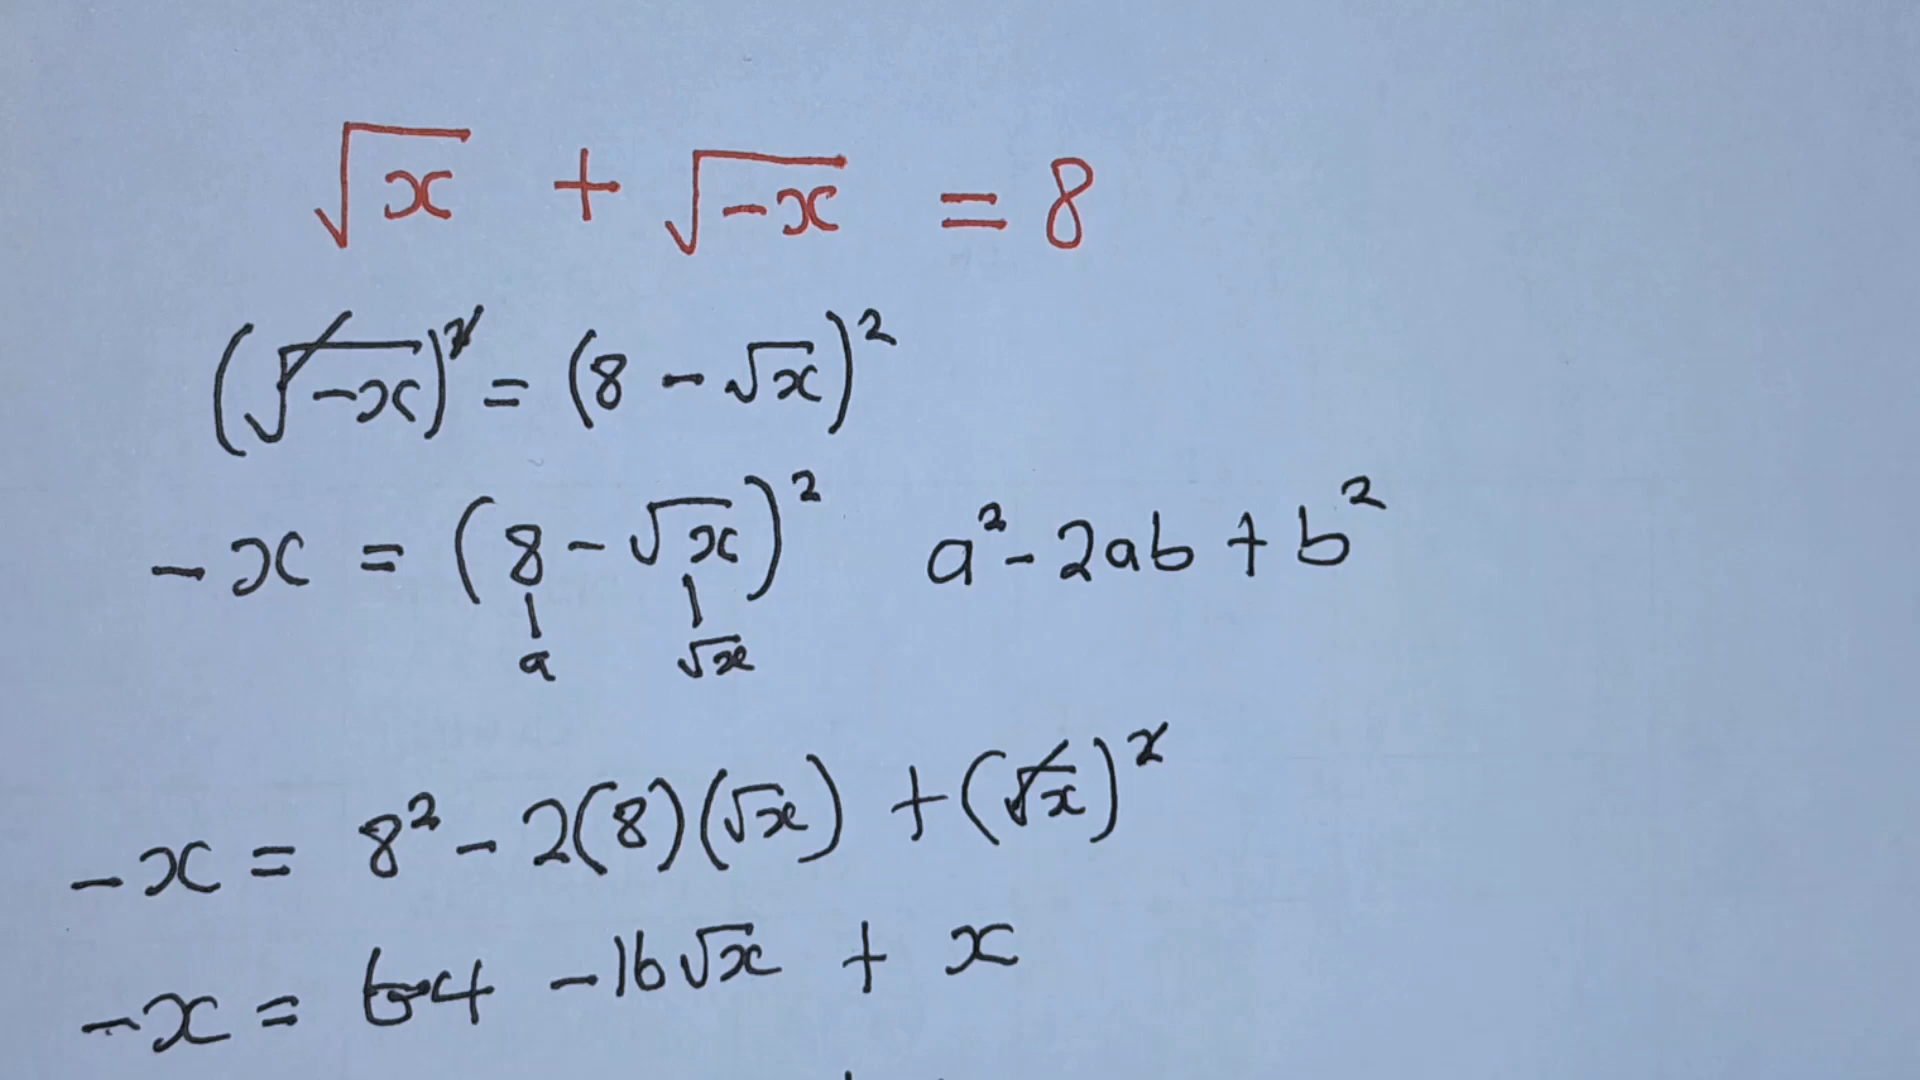 √x + √-x = 8
(√-x)² = (8 - √x)²
-x = (8 - √x)² a² - 2ab + b²
a √x
-x = 8² - 2(8)(√x) + (√x)²
-x = 64 - 16√x + x